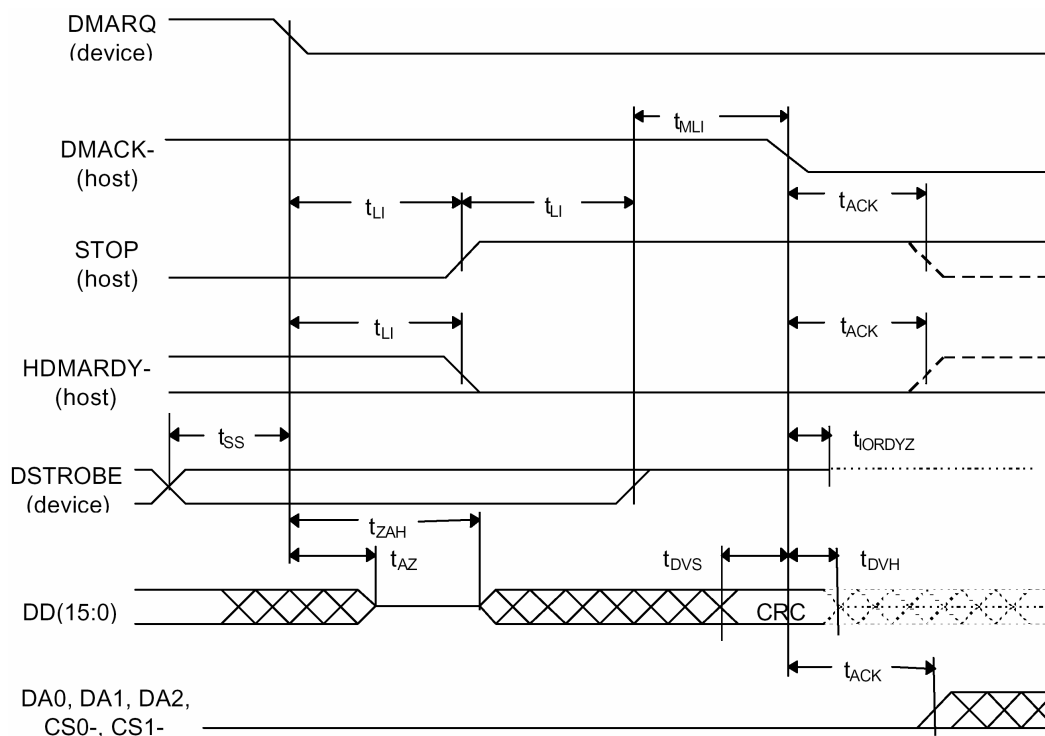 DMARQ
(device)
tMLI
DMACK-
(host)
tLI
tLI
tACK
STOP
(host)
tLI
tACK
HDMARDY-
(host)
tSS
tIORDYZ
DSTROBE
(device)
tZAH
tAZ
tDVS
tDVH
DD(15:0)
CRC
tACK
DA0, DA1, DA2,
CS0-, CS1-